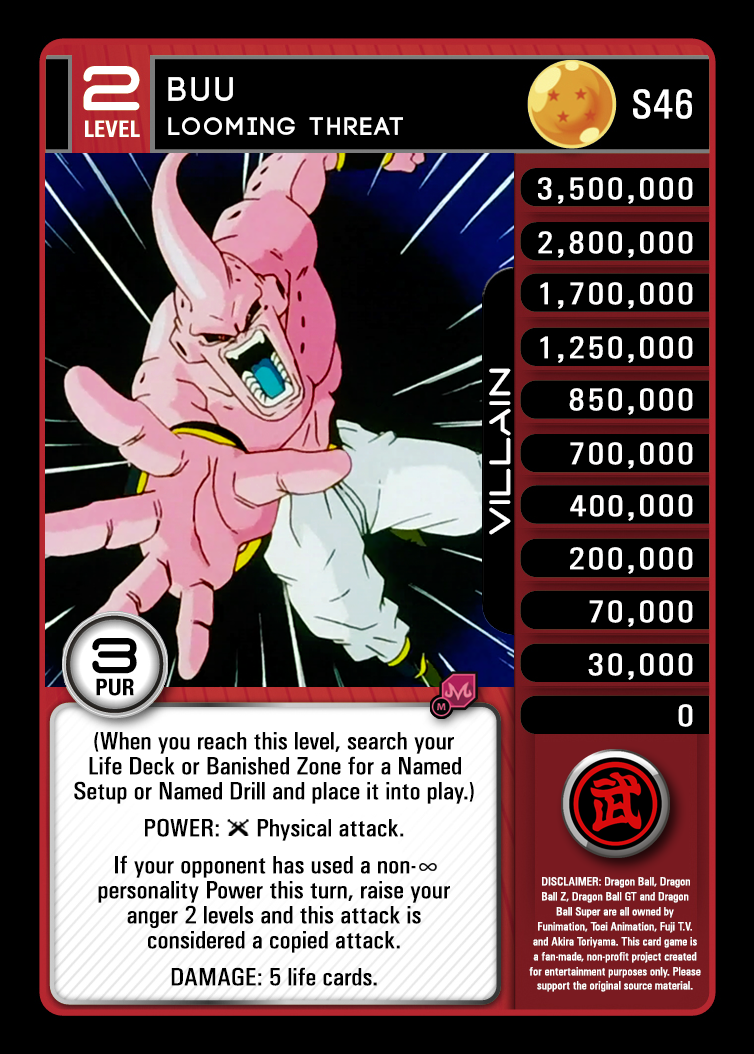 2
LEVEL
BUU
LOOMING THREAT
S46
3,500,000
2,800,000
1,700,000
1,250,000
850,000
700,000
400,000
200,000
70,000
30,000
0
VILLAIN
3
PUR
M
M
(When you reach this level, search your
Life Deck or Banished Zone for a Named
Setup or Named Drill and place it into play.)
POWER: Physical attack.
If your opponent has used a non-∞
personality Power this turn, raise your
anger 2 levels and this attack is
considered a copied attack.
DAMAGE: 5 life cards.
武
DISCLAIMER: Dragon Ball, Dragon
Ball Z, Dragon Ball GT and Dragon
Ball Super are all owned by
Funimation, Toei Animation, Fuji T.V.
and Akira Toriyama. This card game is
a fan-made, non-profit project created
for entertainment purposes only. Please
support the original source material.